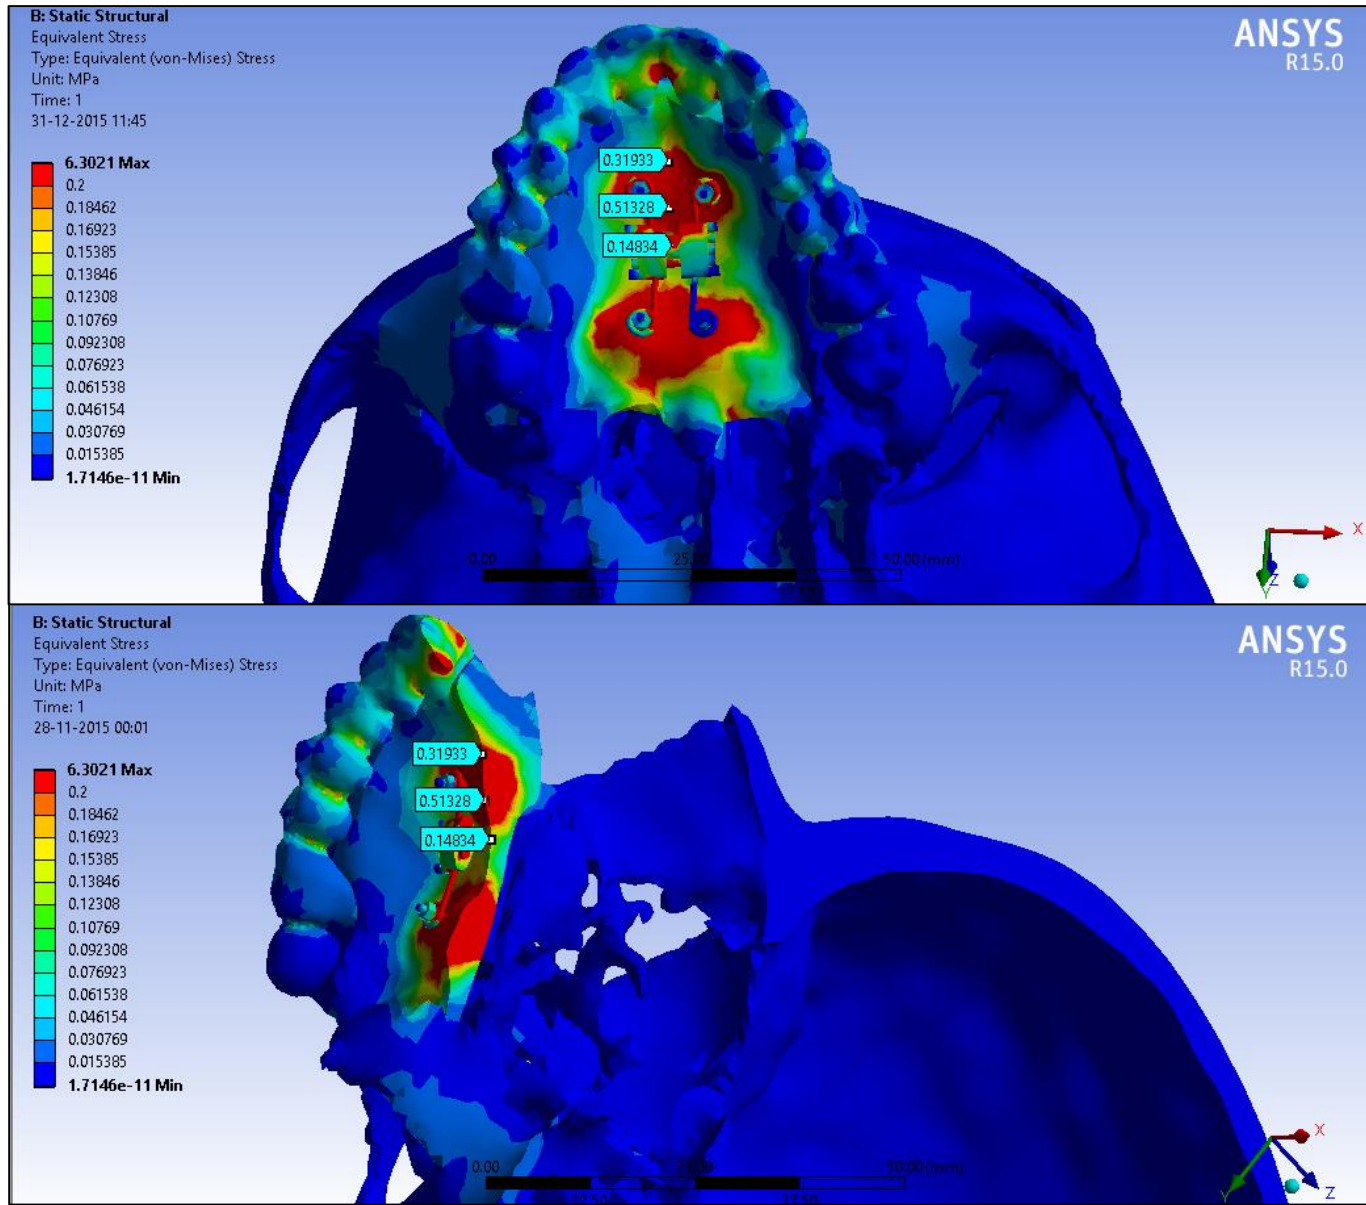 B: Static Structural
Equivalent Stress
Type: Equivalent (von-Mises) Stress
Unit: MPa
Time: 1
31-12-2015 11:45
ANSYS
R15.0
6.3021 Max
0.2
0.18462
0.16923
0.15385
0.13846
0.12308
0.10769
0.092308
0.076923
0.061538
0.046154
0.030769
0.015385
1.7146e-11 Min
0.31933
0.51328
0.14834
0.00
50.00 (mm)
X
Y
Z
B: Static Structural
Equivalent Stress
Type: Equivalent (von-Mises) Stress
Unit: MPa
Time: 1
28-11-2015 00:01
ANSYS
R15.0
6.3021 Max
0.2
0.18462
0.16923
0.15385
0.13846
0.12308
0.10769
0.092308
0.076923
0.061538
0.046154
0.030769
0.015385
1.7146e-11 Min
0.31933
0.51328
0.14834
0.00
50.00 (mm)
X
Y
Z